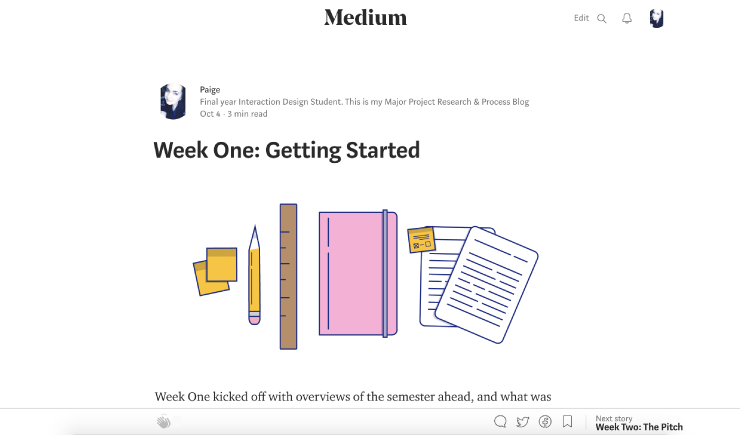 Medium
Edit
Paige
Final year Interaction Design Student. This is my Major Project Research & Process Blog
Oct 4 · 3 min read
Week One: Getting Started
Week One kicked off with overviews of the semester ahead, and what was
Next story
Week Two: The Pitch